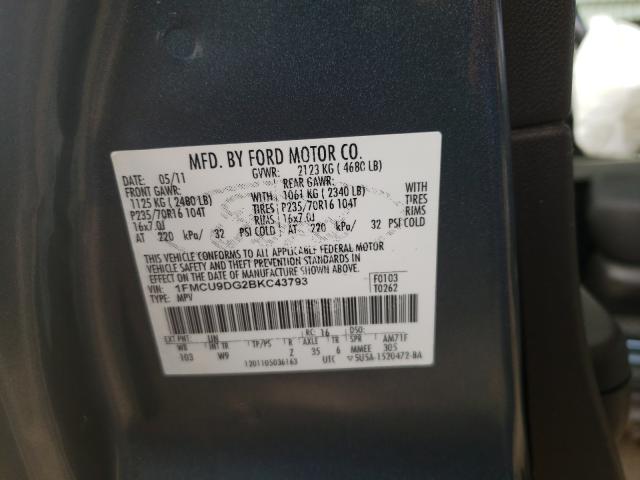 MFD. BY FORD MOTOR CO.
DATE: 05/11 GVWR: 2123 KG ( 4680 LB)
FRONT GAWR: REAR GAWR:
1125 KG ( 2480 LB) WITH 1061 KG ( 2340 LB) WITH
P235/70R16 104T TIRES P235/70R16 104T TIRES
16x7.0J RIMS 16x7.0J RIMS
AT 220 kPa/ 32 PSI COLD AT 220 kPa/ 32 PSI COLD
THIS VEHICLE CONFORMS TO ALL APPLICABLE FEDERAL MOTOR
VEHICLE SAFETY AND BUMPER, AND THEFT PREVENTION STANDARDS IN
EFFECT ON THE DATE OF MANUFACTURE SHOWN ABOVE.
VIN: 1FMCU9DG2BKC43793 F0103
TYPE: MPV T0262
EXT PNT: UN RC: 16 DSO:
WB INT TR TP/PS R AXLE TR SPR AM71F
103 W9 Z 35 6 MMEE 305
1201105036163 UTC 5U5A-1520472-BA